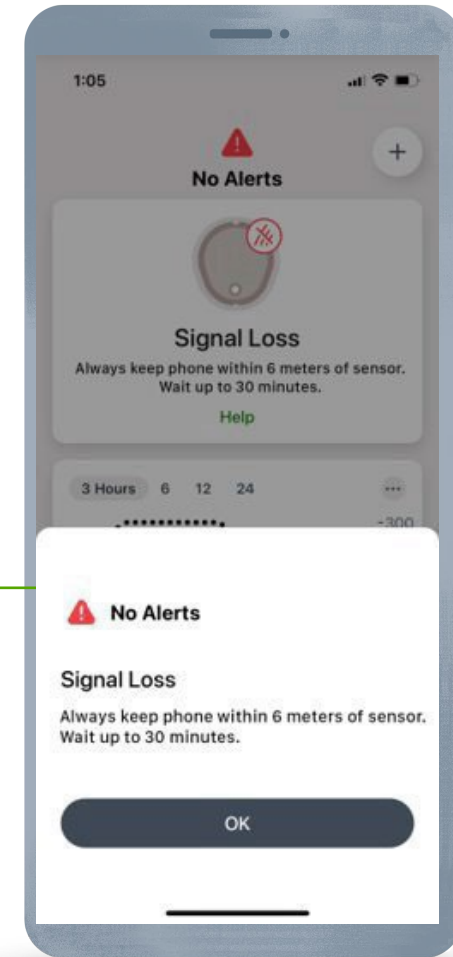 1:05
No Alerts
+
Signal Loss
Always keep phone within 6 meters of sensor.
Wait up to 30 minutes.
Help
3 Hours 6 12 24 ...
-300
No Alerts
Signal Loss
Always keep phone within 6 meters of sensor.
Wait up to 30 minutes.
OK